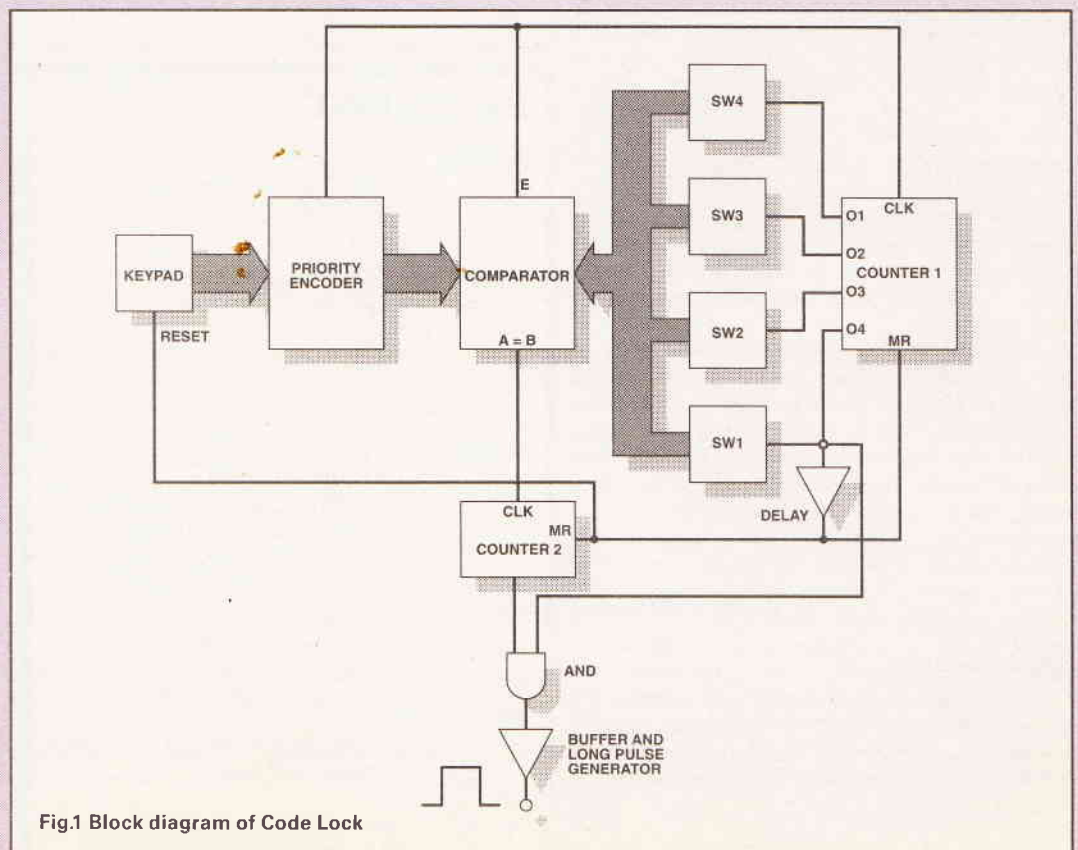 SW4
E
CLK
O1
SW3
O2
KEYPAD
PRIORITY
ENCODER
COMPARATOR
COUNTER 1
O3
SW2
O4
RESET
A = B
MR
SW1
CLK
DELAY
MR
COUNTER 2
AND
BUFFER AND
LONG PULSE
GENERATOR
Fig.1 Block diagram of Code Lock